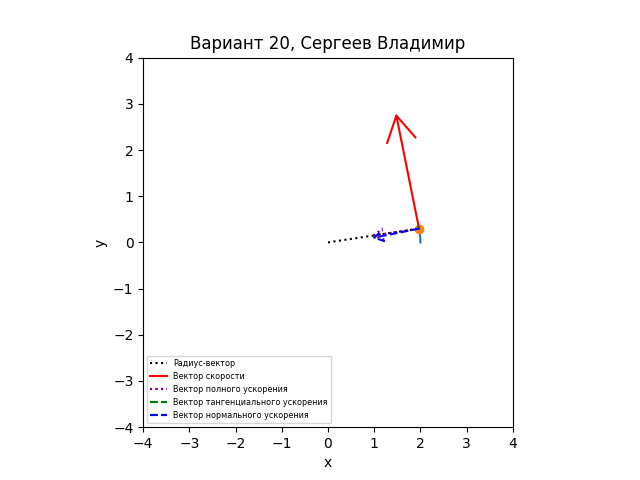 Вариант 20, Сергеев Владимир
4
3
2
1
0
−1
−2
−3
−4
y
Радиус-вектор
Вектор скорости
Вектор полного ускорения
Вектор тангенциального ускорения
Вектор нормального ускорения
−4 −3 −2 −1 0 1 2 3 4
x